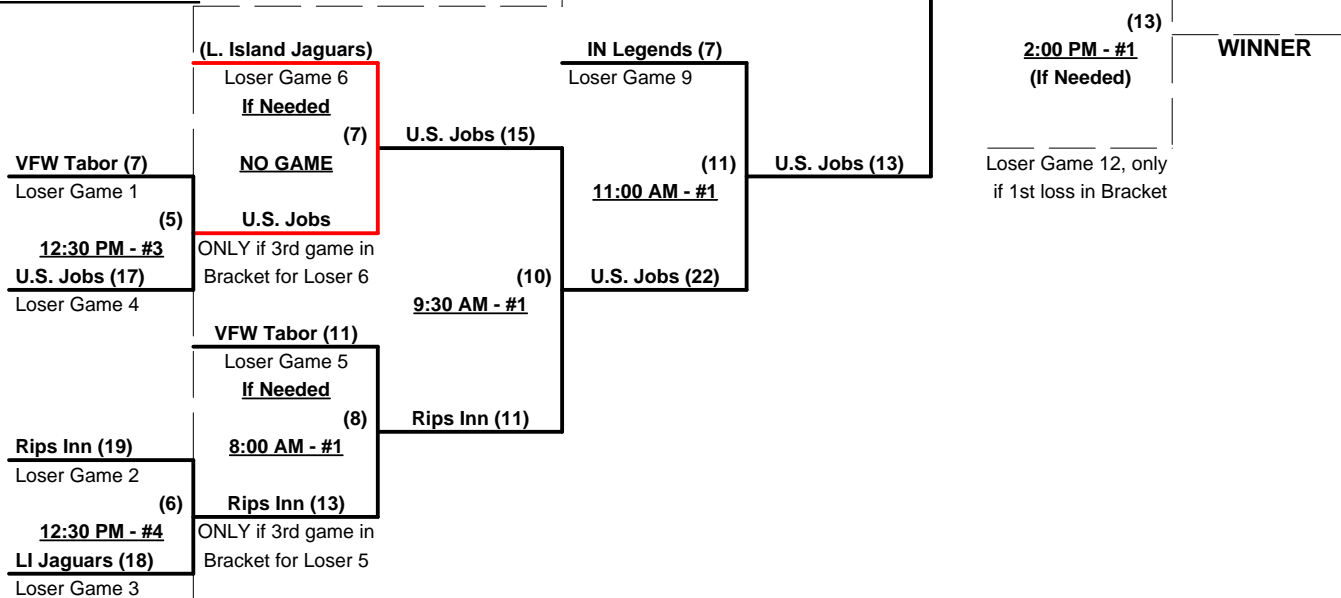 (13)
(L. Island Jaguars)
IN Legends (7)
2:00 PM - #1
WINNER
Loser Game 6
Loser Game 9
(If Needed)
If Needed
(7)
U.S. Jobs (15)
VFW Tabor (7)
NO GAME
(11)
U.S. Jobs (13)
Loser Game 12, only
Loser Game 1
11:00 AM - #1
if 1st loss in Bracket
(5)
U.S. Jobs
12:30 PM - #3
ONLY if 3rd game in
U.S. Jobs (17)
Bracket for Loser 6
(10)
U.S. Jobs (22)
Loser Game 4
9:30 AM - #1
VFW Tabor (11)
Loser Game 5
If Needed
(8)
Rips Inn (11)
Rips Inn (19)
8:00 AM - #1
Loser Game 2
(6)
Rips Inn (13)
12:30 PM - #4
ONLY if 3rd game in
LI Jaguars (18)
Bracket for Loser 5
Loser Game 3